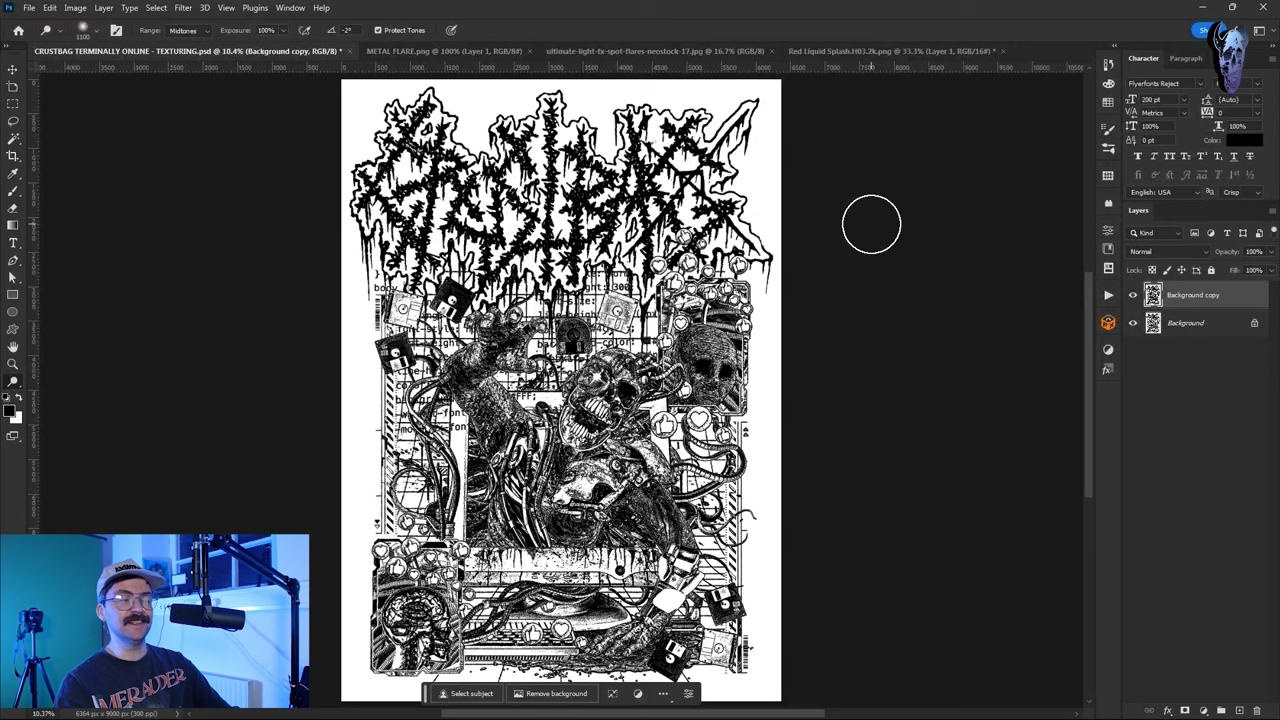 File Edit Image Layer Type Select Filter 3D View Plugins Window Help
Range: Midtones Exposure: 100% -2° Protect Tones
1100
CRUSTBAG TERMINALLY ONLINE - TEXTURING.psd @ 10.4% (Background copy, RGB/8) * × METAL FLARE.png @ 100% (Layer 1, RGB/8#) × ultimate-light-fx-spot-flares-neostock-17.jpg @ 16.7% (RGB/8) × Red Liquid Splash.H03.2k.png @ 33.3% (Layer 1, RGB/16#) * ×
Character Paragraph
Flyerfonts Reject
200 pt (Auto)
Metrics 0
100% 100%
0 pt Color:
English: USA Crisp
Layers
Kind
Normal Opacity: 100%
Lock: Fill: 100%
Background copy
Background
CRUSTBAG
MERAUDER
Select subject Remove background
10.37% 6364 px x 9000 px (300 ppi)